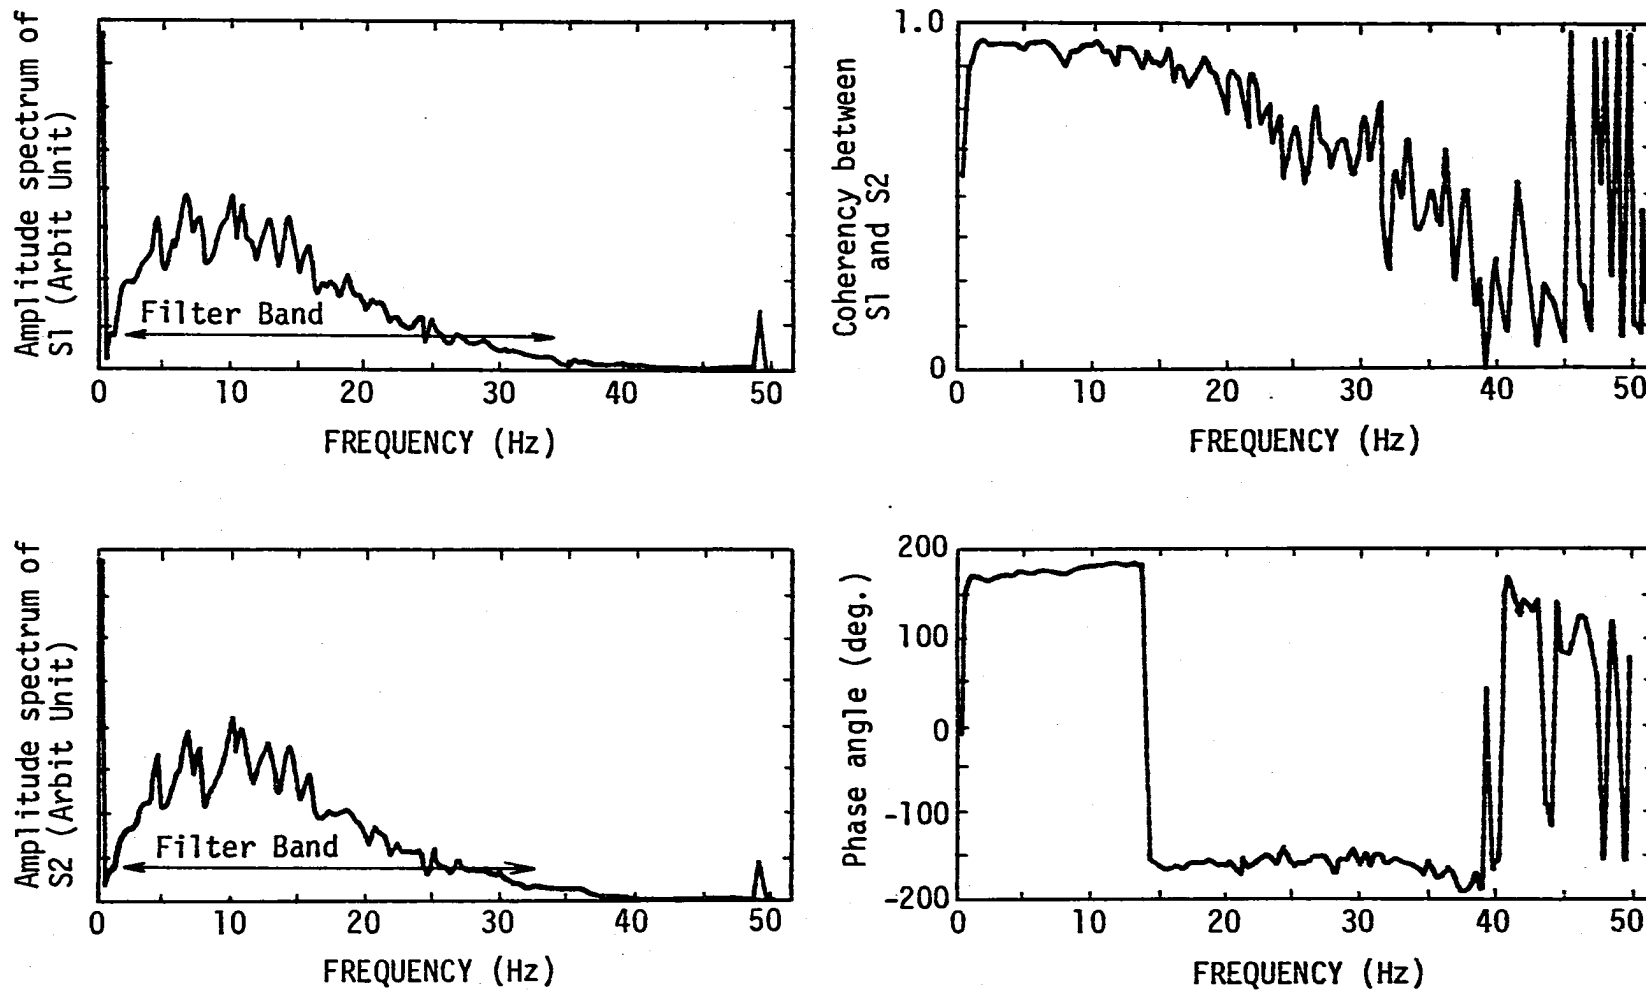 Amplitude spectrum of
S1 (Arbit Unit)
Filter Band
0 10 20 30 40 50
FREQUENCY (Hz)
Coherency between
S1 and S2
1.0
0
0 10 20 30 40 50
FREQUENCY (Hz)
Amplitude spectrum of
S2 (Arbit Unit)
Filter Band
0 10 20 30 40 50
FREQUENCY (Hz)
Phase angle (deg.)
200
100
0
-100
-200
0 10 20 30 40 50
FREQUENCY (Hz)